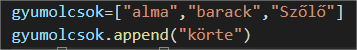 gyumolcsok=["alma","barack","Szőlő"]
gyumolcsok.append("körte")